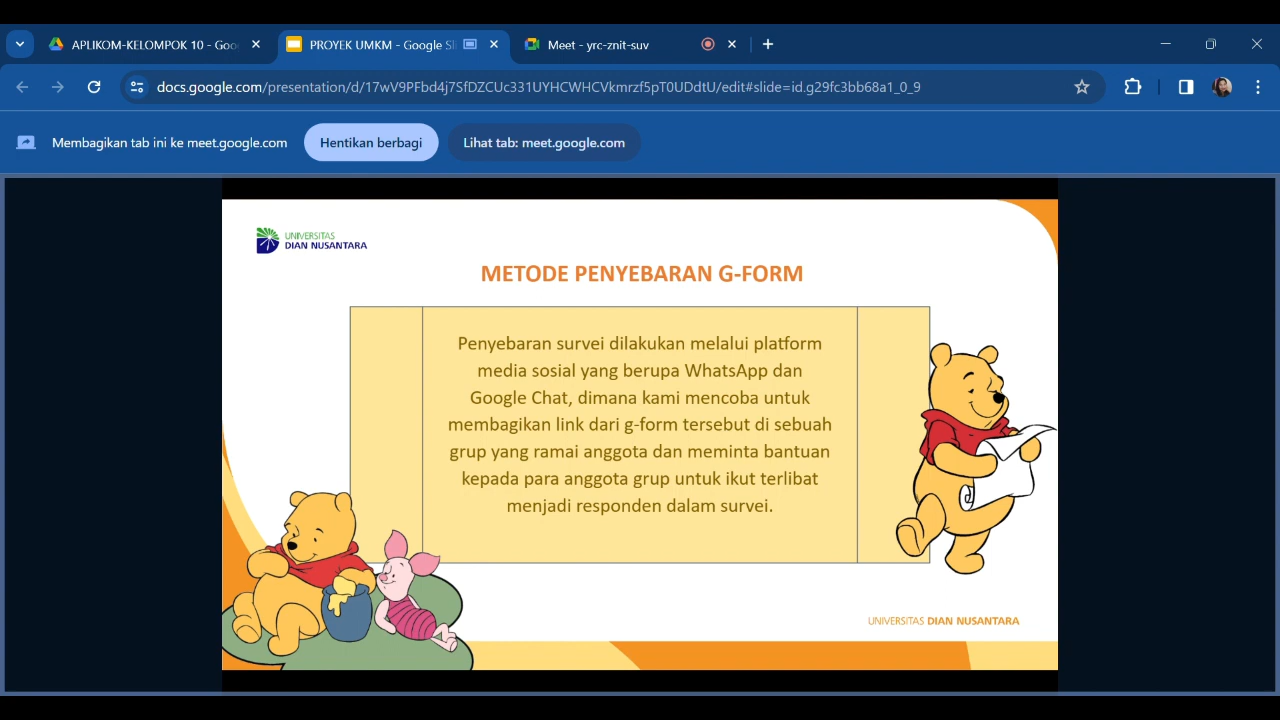 APLIKOM-KELOMPOK 10 - Goo
PROYEK UMKM - Google Sl
Meet - yrc-znit-suv
docs.google.com/presentation/d/17wV9PFbd4j7SfDZCUc331UYHCWHCVkmrzf5pT0UDdtU/edit#slide=id.g29fc3bb68a1_0_9
Membagikan tab ini ke meet.google.com
Hentikan berbagi
Lihat tab: meet.google.com
UNIVERSITAS
DIAN NUSANTARA
METODE PENYEBARAN G-FORM
Penyebaran survei dilakukan melalui platform
media sosial yang berupa WhatsApp dan
Google Chat, dimana kami mencoba untuk
membagikan link dari g-form tersebut di sebuah
grup yang ramai anggota dan meminta bantuan
kepada para anggota grup untuk ikut terlibat
menjadi responden dalam survei.
UNIVERSITAS DIAN NUSANTARA